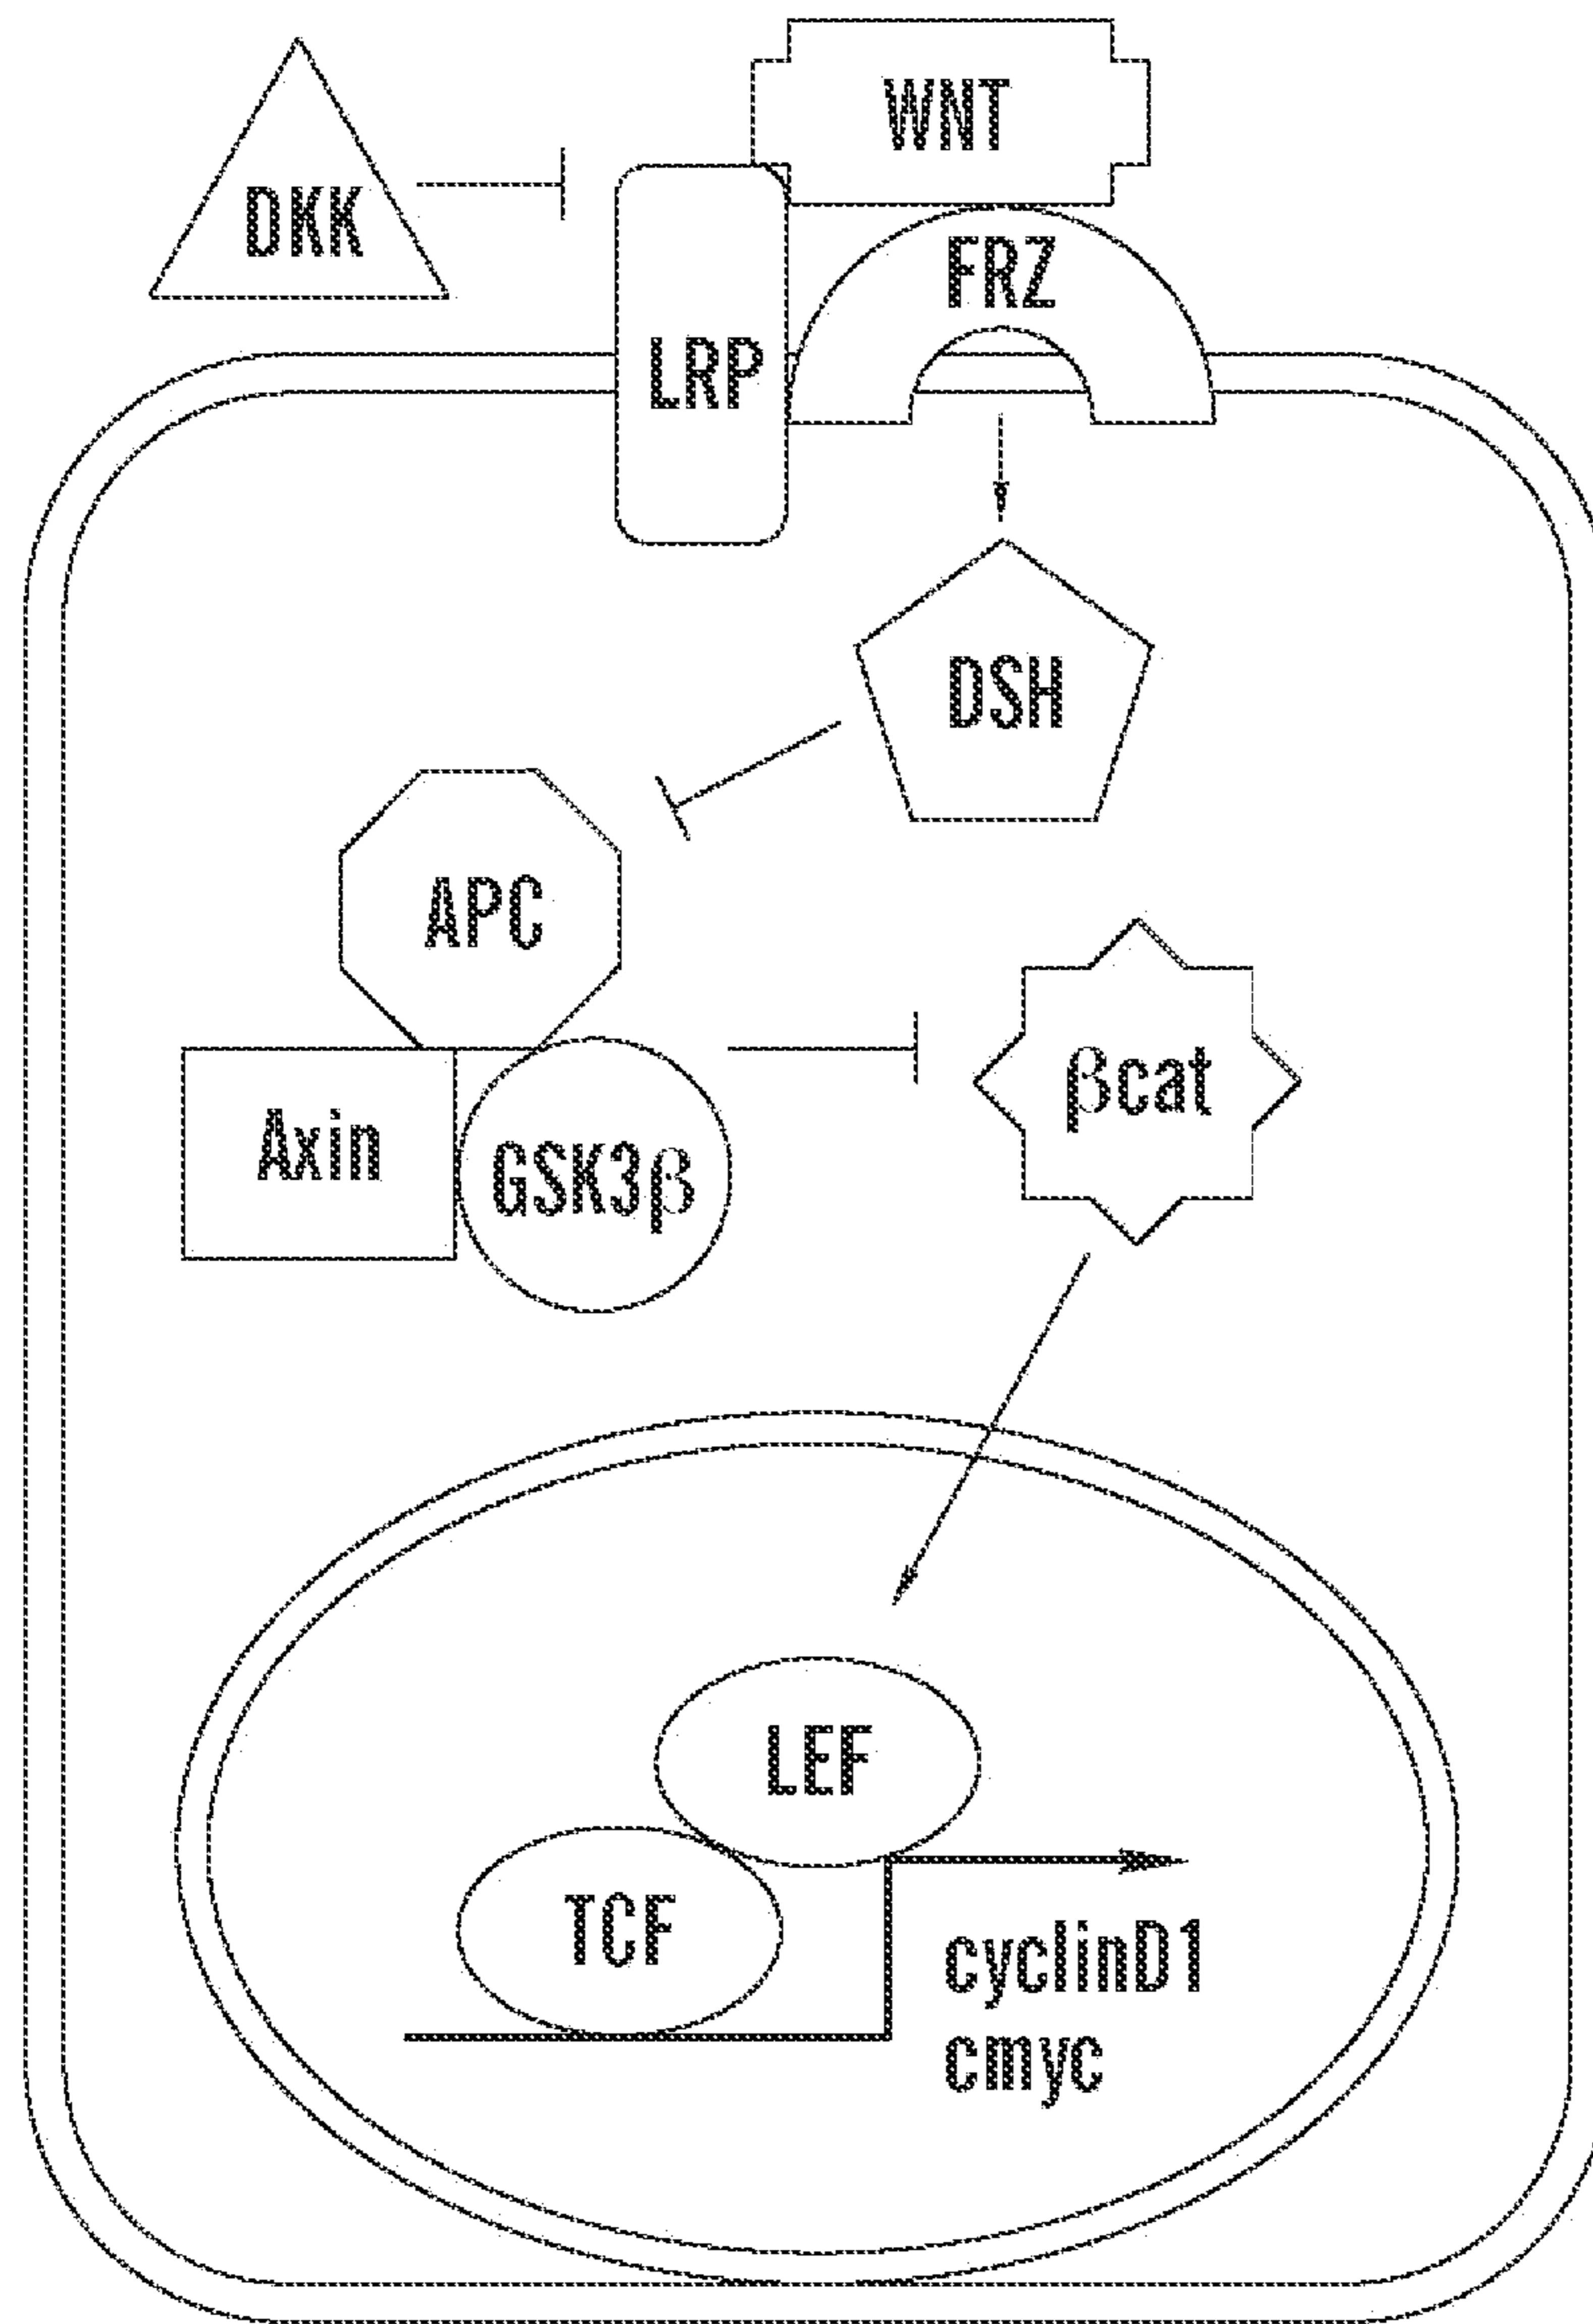 WNT
DKK
FRZ
LRP
DSH
APC
βcat
Axin
GSK3β
LEF
TCF
cyclinD1
cmyc